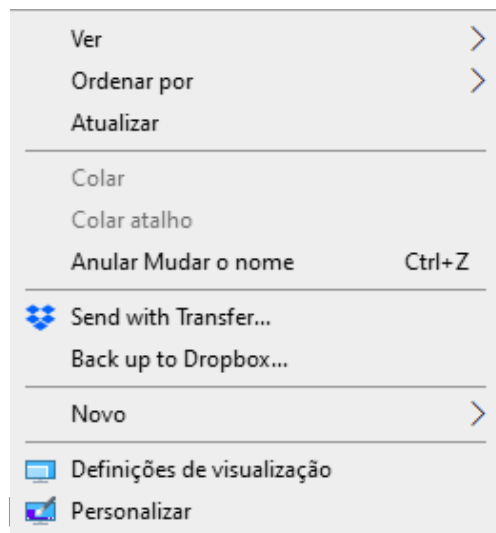 Ver
Ordenar por
Atualizar
Colar
Colar atalho
Anular Mudar o nome Ctrl+Z
Send with Transfer...
Back up to Dropbox...
Novo
Definições de visualização
Personalizar